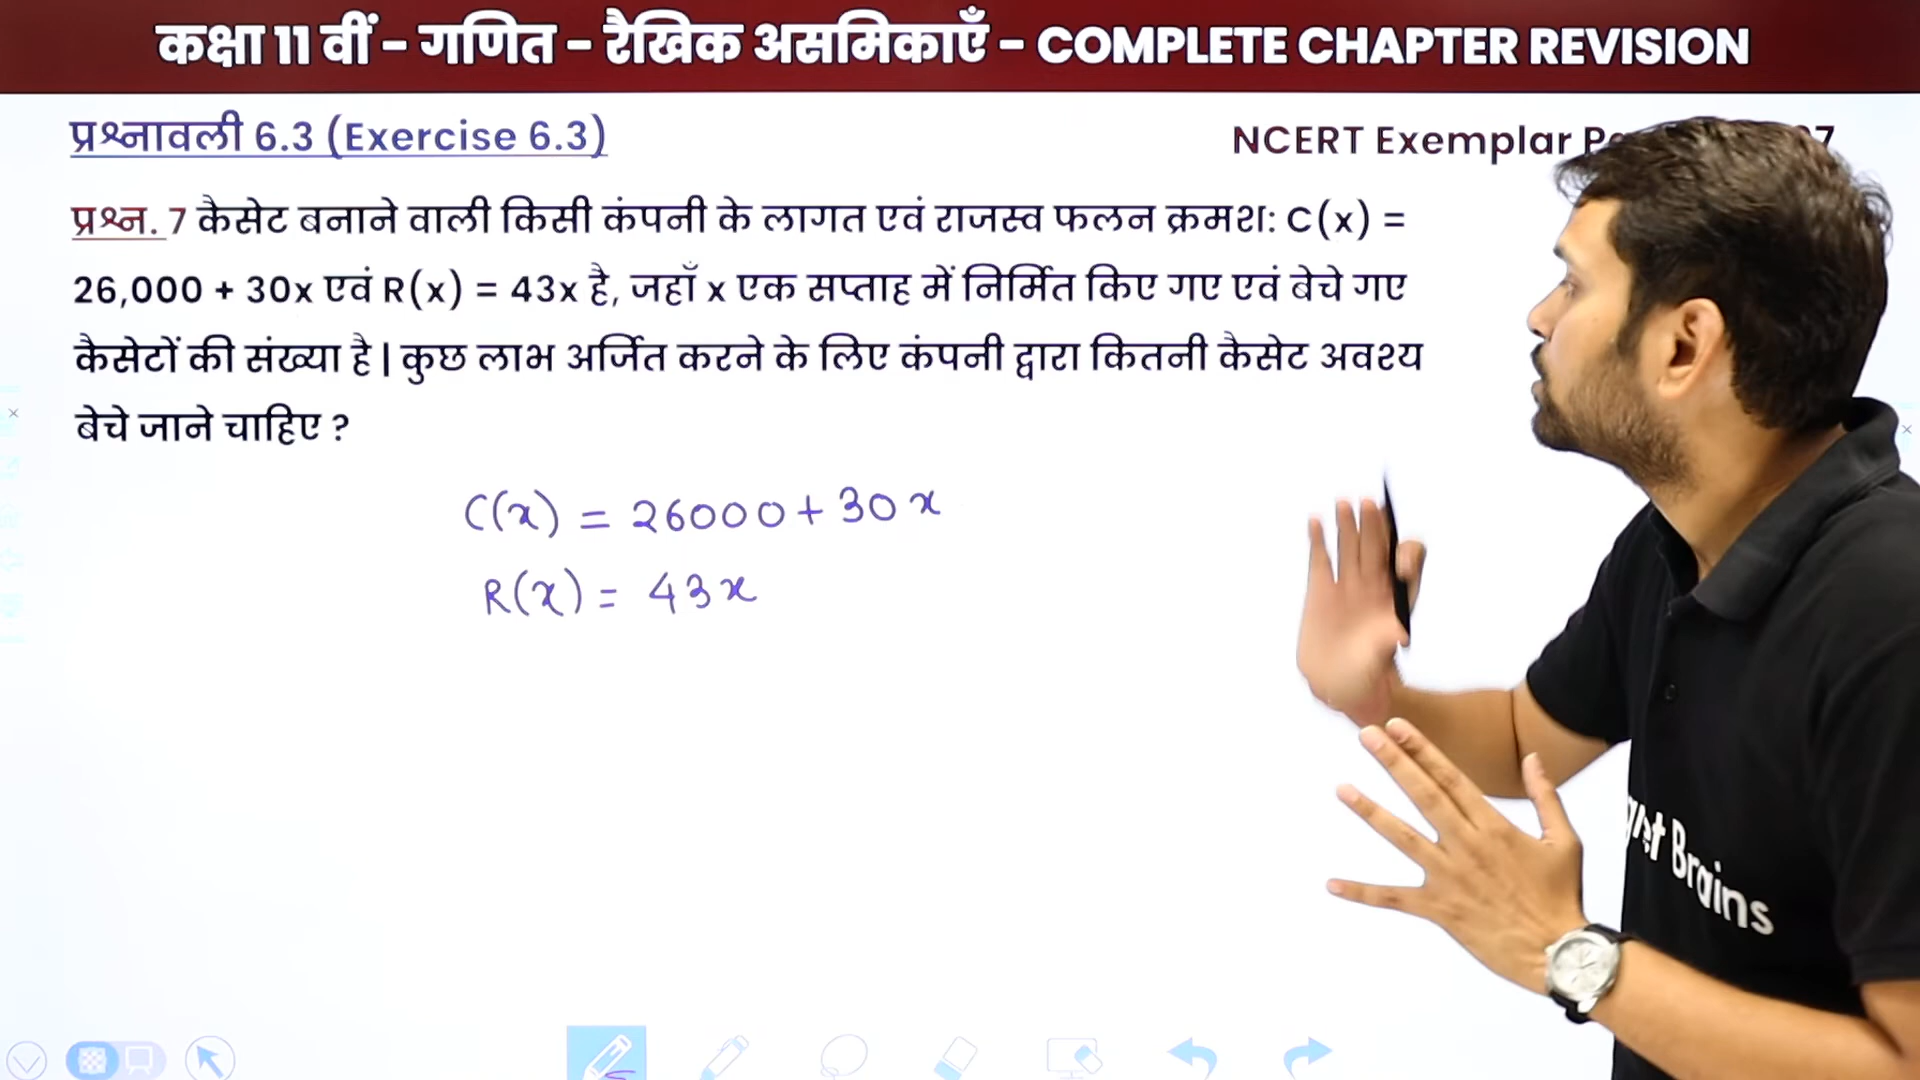 कक्षा 11 वीं – गणित – रैखिक असमिकाएँ – COMPLETE CHAPTER REVISION
प्रश्नावली 6.3 (Exercise 6.3)
NCERT Exemplar
प्रश्न. 7 कैसेट बनाने वाली किसी कंपनी के लागत एवं राजस्व फलन क्रमश: C(x) =
26,000 + 30x एवं R(x) = 43x है, जहाँ x एक सप्ताह में निर्मित किए गए एवं बेचे गए
कैसेटों की संख्या है | कुछ लाभ अर्जित करने के लिए कंपनी द्वारा कितनी कैसेट अवश्य
बेचे जाने चाहिए ?
C(x) = 26000 + 30x
R(x) = 43x
Brains